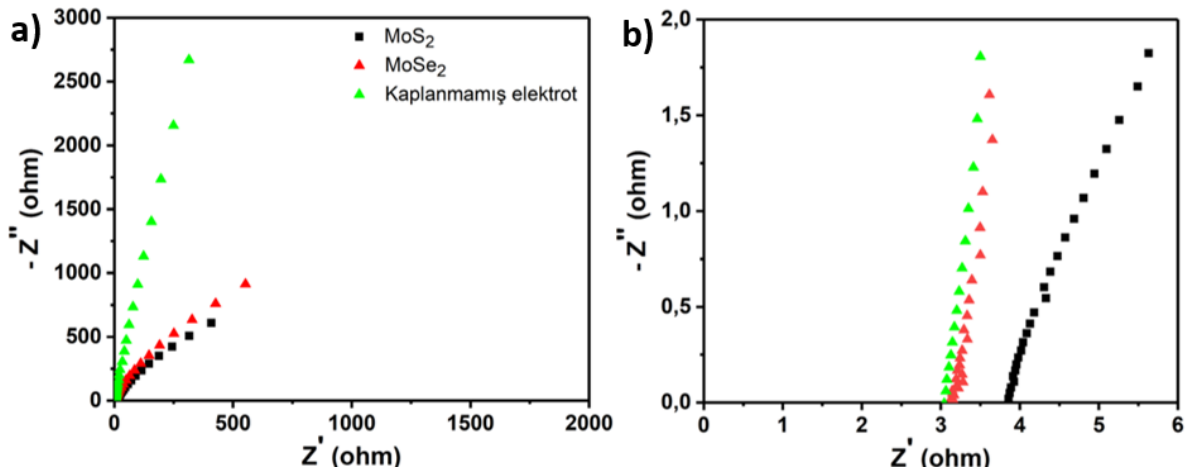 a)
3000
2500
2000
1500
1000
500
0
- Z'' (ohm)
MoS2
MoSe2
Kaplanmamış elektrot
0 500 1000 1500 2000
Z' (ohm)
b)
2,0
1,5
1,0
0,5
0,0
- Z'' (ohm)
0 1 2 3 4 5 6
Z' (ohm)